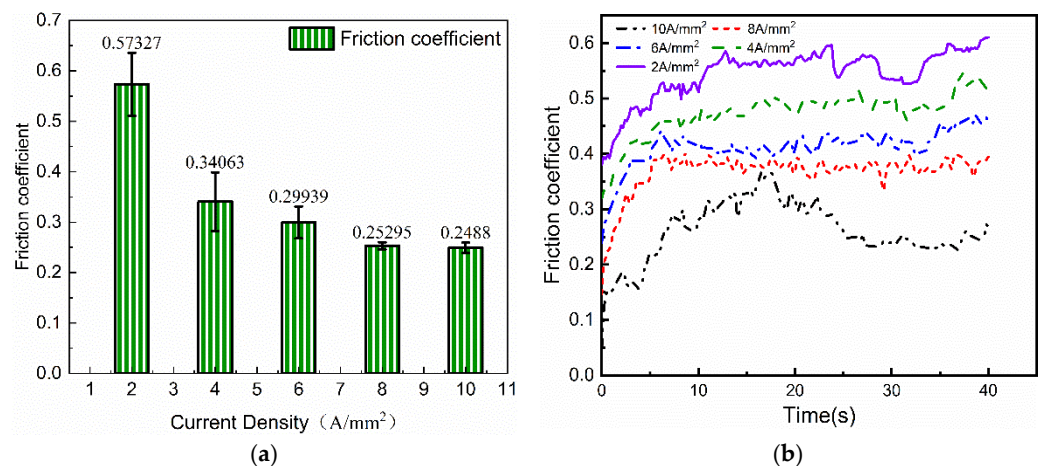 0.7
0.6
0.5
0.4
0.3
0.2
0.1
0.0
Friction coefficient
Friction coefficient
0.57327
0.34063
0.29939
0.25295
0.2488
1 2 3 4 5 6 7 8 9 10 11
Current Density（A/mm²）
(a)
0.6
0.5
0.4
0.3
0.2
0.1
0.0
Friction coefficient
10A/mm² 8A/mm²
6A/mm² 4A/mm²
2A/mm²
0 10 20 30 40
Time(s)
(b)